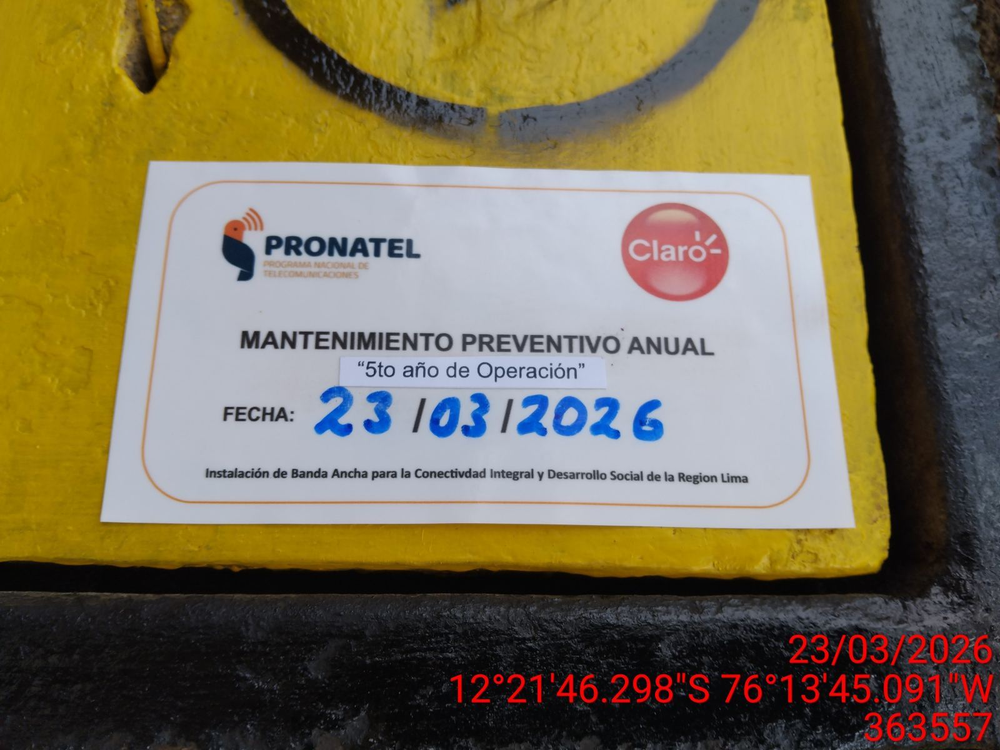 PRONATEL
PROGRAMA NACIONAL DE
TELECOMUNICACIONES
Claro
MANTENIMIENTO PREVENTIVO ANUAL
“5to año de Operación”
FECHA: 23/03/2026
Instalación de Banda Ancha para la Conectivdad Integral y Desarrollo Social de la Region Lima
23/03/2026
12°21'46.298"S 76°13'45.091"W
363557